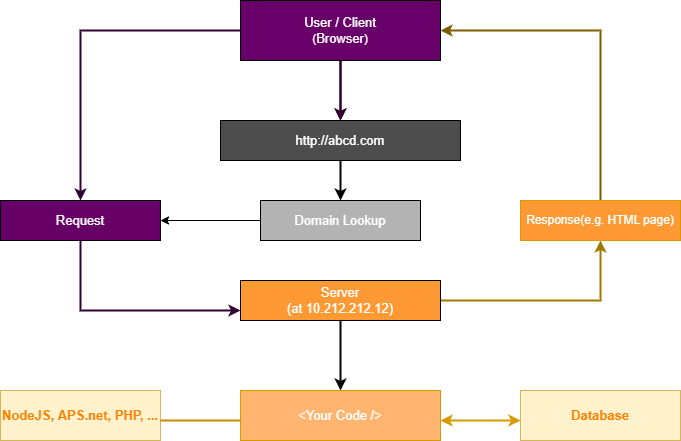 User / Client
(Browser)
http://abcd.com
Request
Domain Lookup
Response(e.g. HTML page)
Server
(at 10.212.212.12)
NodeJS, APS.net, PHP, ...
<Your Code />
Database